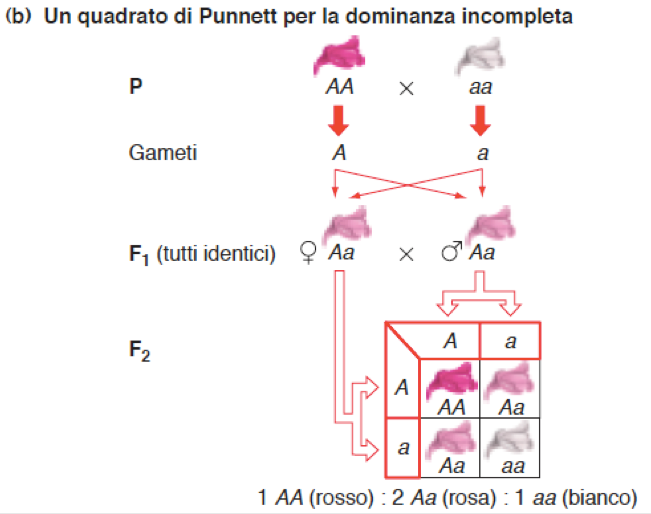 (b) Un quadrato di Punnett per la dominanza incompleta
P AA × aa
Gameti A a
F1 (tutti identici) ♀ Aa × ♂ Aa
F2
A a
A AA Aa
a Aa aa
1 AA (rosso) : 2 Aa (rosa) : 1 aa (bianco)